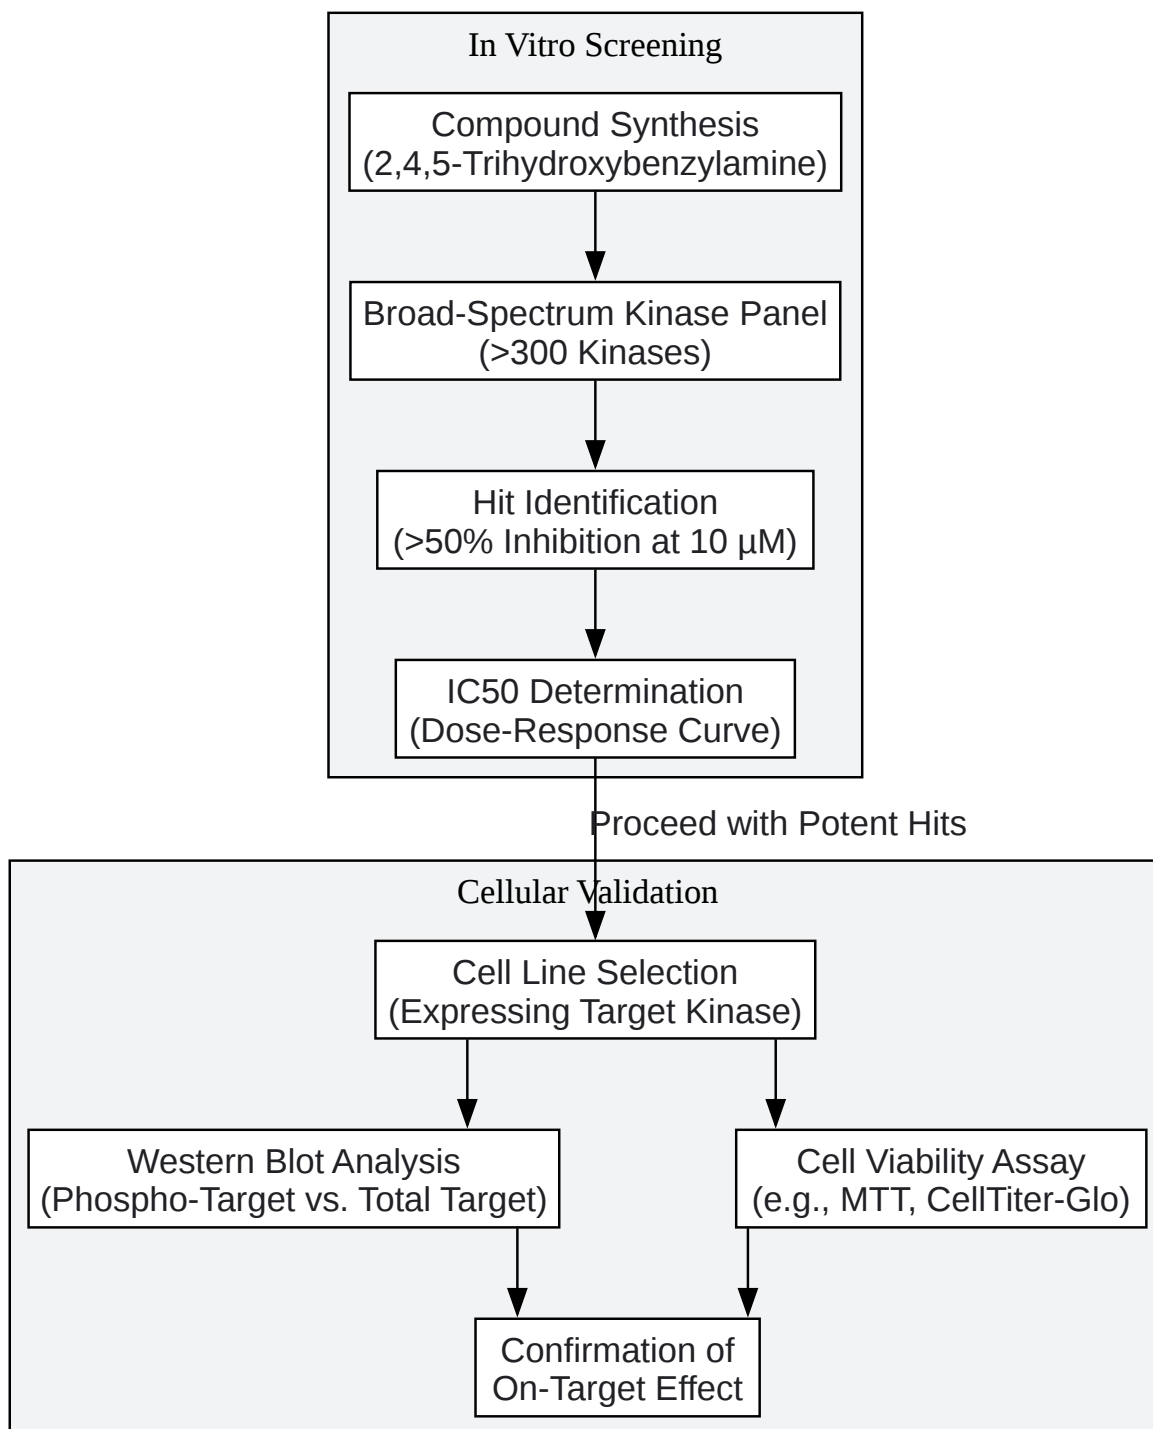 In Vitro Screening
Compound Synthesis
(2,4,5-Trihydroxybenzylamine)
Broad-Spectrum Kinase Panel
(>300 Kinases)
Hit Identification
(>50% Inhibition at 10 µM)
IC50 Determination
(Dose-Response Curve)
Proceed with Potent Hits
Cellular Validation
Cell Line Selection
(Expressing Target Kinase)
Western Blot Analysis
(Phospho-Target vs. Total Target)
Cell Viability Assay
(e.g., MTT, CellTiter-Glo)
Confirmation of
On-Target Effect